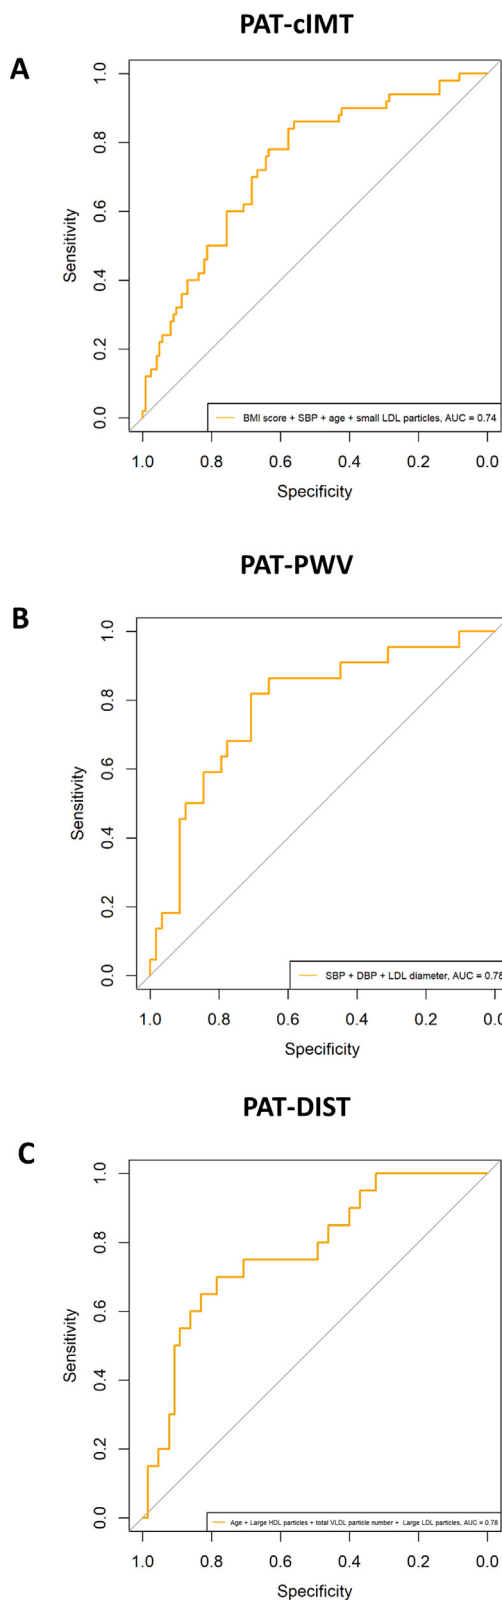 PAT-cIMT
A
1.0
0.8
0.6
0.4
0.2
0.0
Sensitivity
BMI score + SBP + age + small LDL particles, AUC = 0.74
1.0 0.8 0.6 0.4 0.2 0.0
Specificity
PAT-PWV
B
1.0
0.8
0.6
0.4
0.2
0.0
Sensitivity
SBP + DBP + LDL diameter, AUC = 0.78
1.0 0.8 0.6 0.4 0.2 0.0
Specificity
PAT-DIST
C
1.0
0.8
0.6
0.4
0.2
0.0
Sensitivity
Age + Large HDL particles + total VLDL particle number + Large LDL particles, AUC = 0.78
1.0 0.8 0.6 0.4 0.2 0.0
Specificity